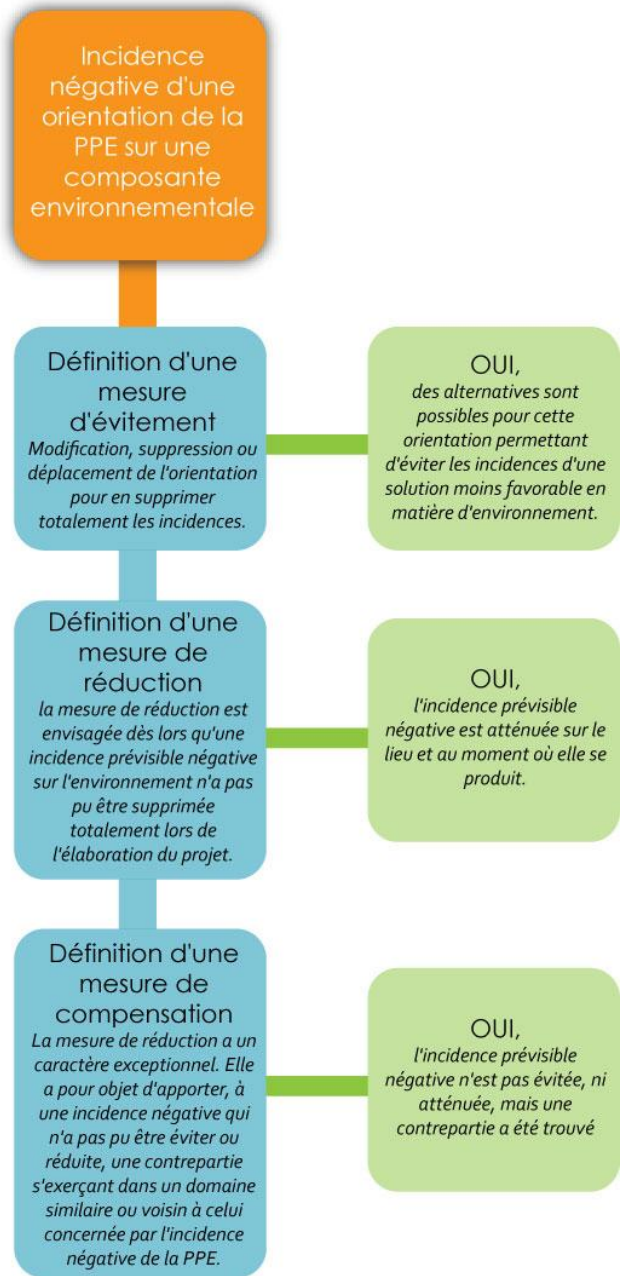 Incidence
négative d'une
orientation de la
PPE sur une
composante
environnementale
Définition d'une
mesure
d'évitement
Modification, suppression ou
déplacement de l'orientation
pour en supprimer
totalement les incidences.
OUI,
des alternatives sont
possibles pour cette
orientation permettant
d'éviter les incidences d'une
solution moins favorable en
matière d'environnement.
Définition d'une
mesure de
réduction
la mesure de réduction est
envisagée dès lors qu'une
incidence prévisible négative
sur l'environnement n'a pas
pu être supprimée
totalement lors de
l'élaboration du projet.
OUI,
l'incidence prévisible
négative est atténuée sur le
lieu et au moment où elle se
produit.
Définition d'une
mesure de
compensation
La mesure de réduction a un
caractère exceptionnel. Elle
a pour objet d'apporter, à
une incidence négative qui
n'a pas pu être éviter ou
réduite, une contrepartie
s'exerçant dans un domaine
similaire ou voisin à celui
concernée par l'incidence
négative de la PPE.
OUI,
l'incidence prévisible
négative n'est pas évitée, ni
atténuée, mais une
contrepartie a été trouvé